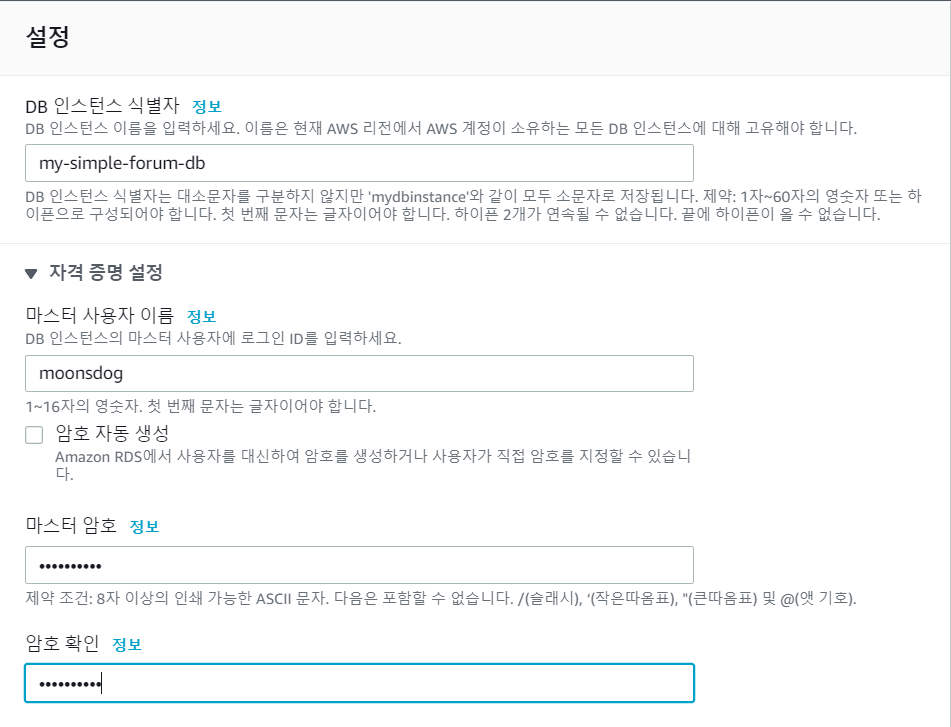 설정
DB 인스턴스 식별자 정보
DB 인스턴스 이름을 입력하세요. 이름은 현재 AWS 리전에서 AWS 계정이 소유하는 모든 DB 인스턴스에 대해 고유해야 합니다.
my-simple-forum-db
DB 인스턴스 식별자는 대소문자를 구분하지 않지만 'mydbinstance'와 같이 모두 소문자로 저장됩니다. 제약: 1자~60자의 영숫자 또는 하
이픈으로 구성되어야 합니다. 첫 번째 문자는 글자이어야 합니다. 하이픈 2개가 연속될 수 없습니다. 끝에 하이픈이 올 수 없습니다.
▼ 자격 증명 설정
마스터 사용자 이름 정보
DB 인스턴스의 마스터 사용자에 로그인 ID를 입력하세요.
moonsdog
1~16자의 영숫자. 첫 번째 문자는 글자이어야 합니다.
암호 자동 생성
Amazon RDS에서 사용자를 대신하여 암호를 생성하거나 사용자가 직접 암호를 지정할 수 있습니
다.
마스터 암호 정보
••••••••••
제약 조건: 8자 이상의 인쇄 가능한 ASCII 문자. 다음은 포함할 수 없습니다. /(슬래시), '(작은따옴표), "(큰따옴표) 및 @(앳 기호).
암호 확인 정보
••••••••••